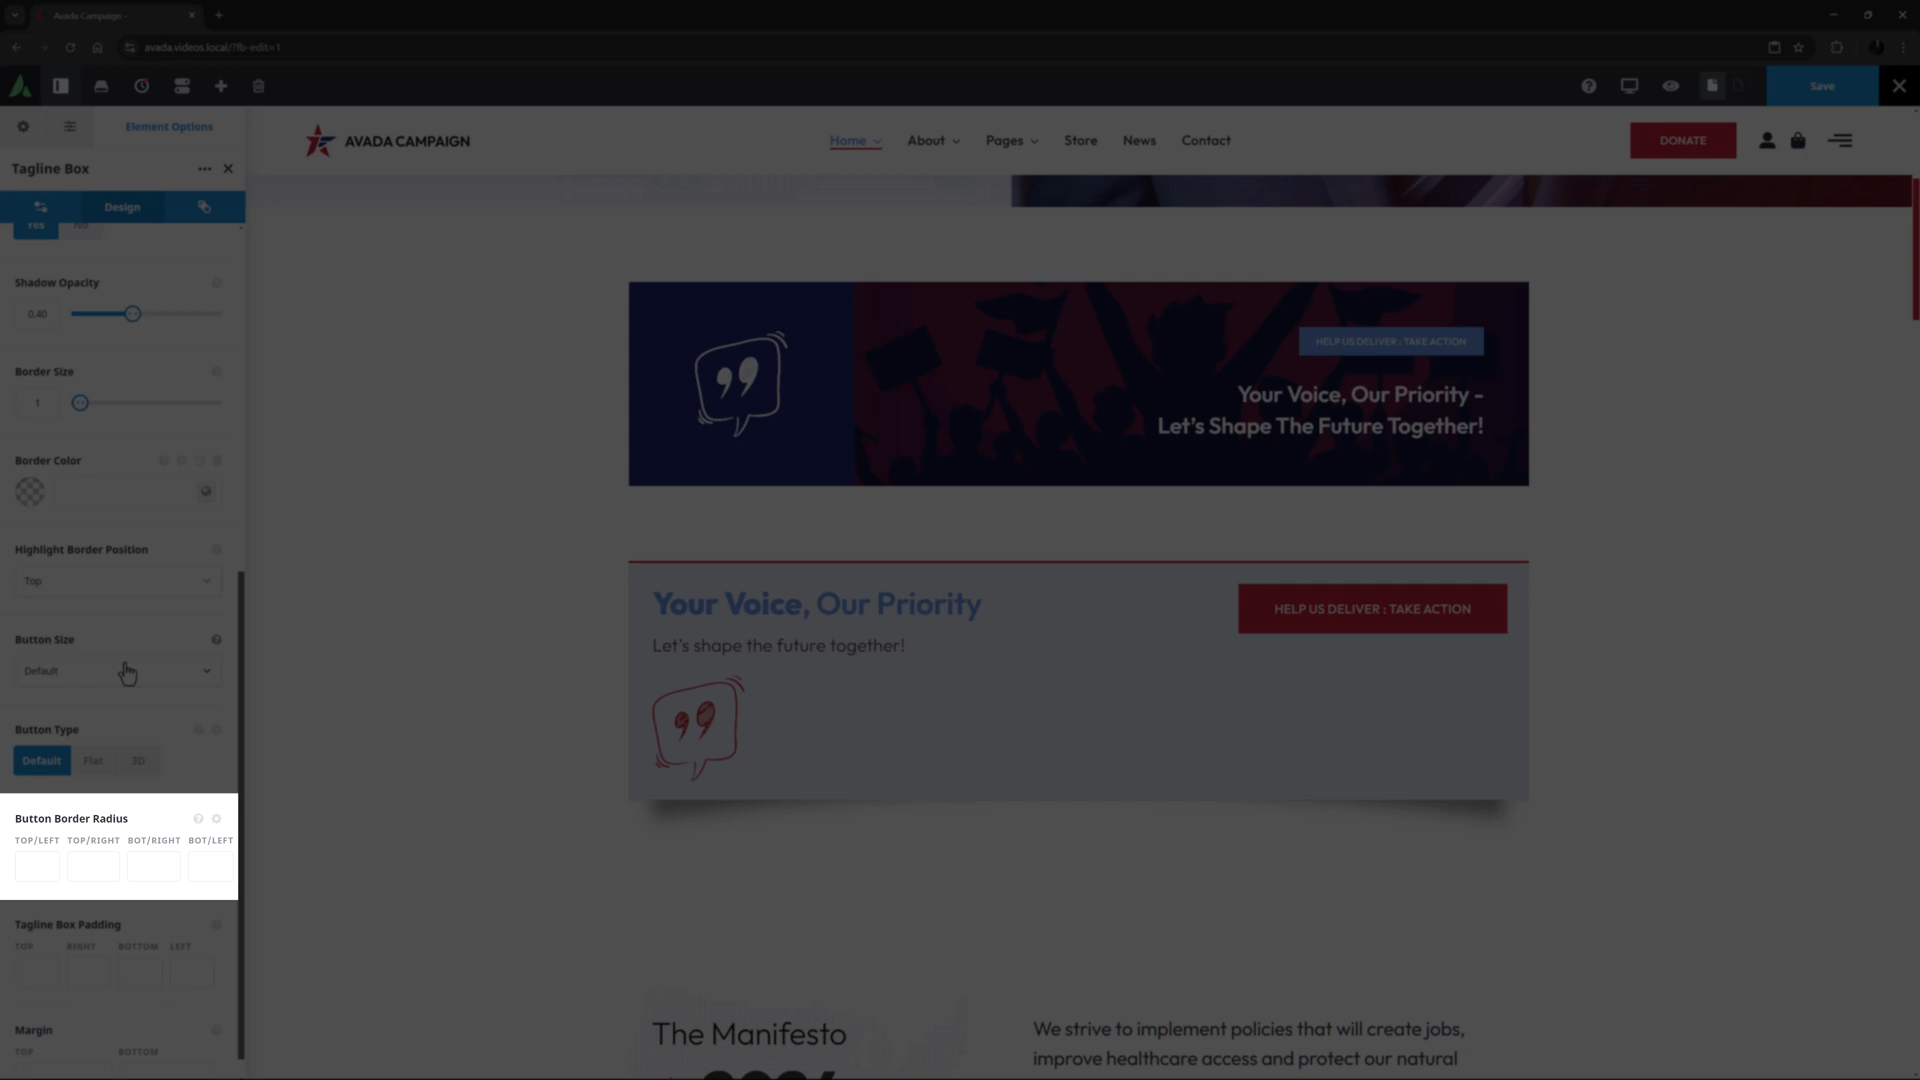 Avada Campaign -
avada.videos.local/?fb-edit=1
Save
Element Options
Tagline Box
Design
Yes No
Shadow Opacity
0.40
Border Size
1
Border Color
Highlight Border Position
Top
Button Size
Default
Button Type
Default Flat 3D
Button Border Radius
TOP/LEFT TOP/RIGHT BOT/RIGHT BOT/LEFT
Tagline Box Padding
TOP RIGHT BOTTOM LEFT
Margin
TOP BOTTOM
AVADA CAMPAIGN
Home About Pages Store News Contact
DONATE
HELP US DELIVER : TAKE ACTION
Your Voice, Our Priority -
Let's Shape The Future Together!
Your Voice, Our Priority
Let's shape the future together!
HELP US DELIVER : TAKE ACTION
The Manifesto
We strive to implement policies that will create jobs,
improve healthcare access and protect our natural